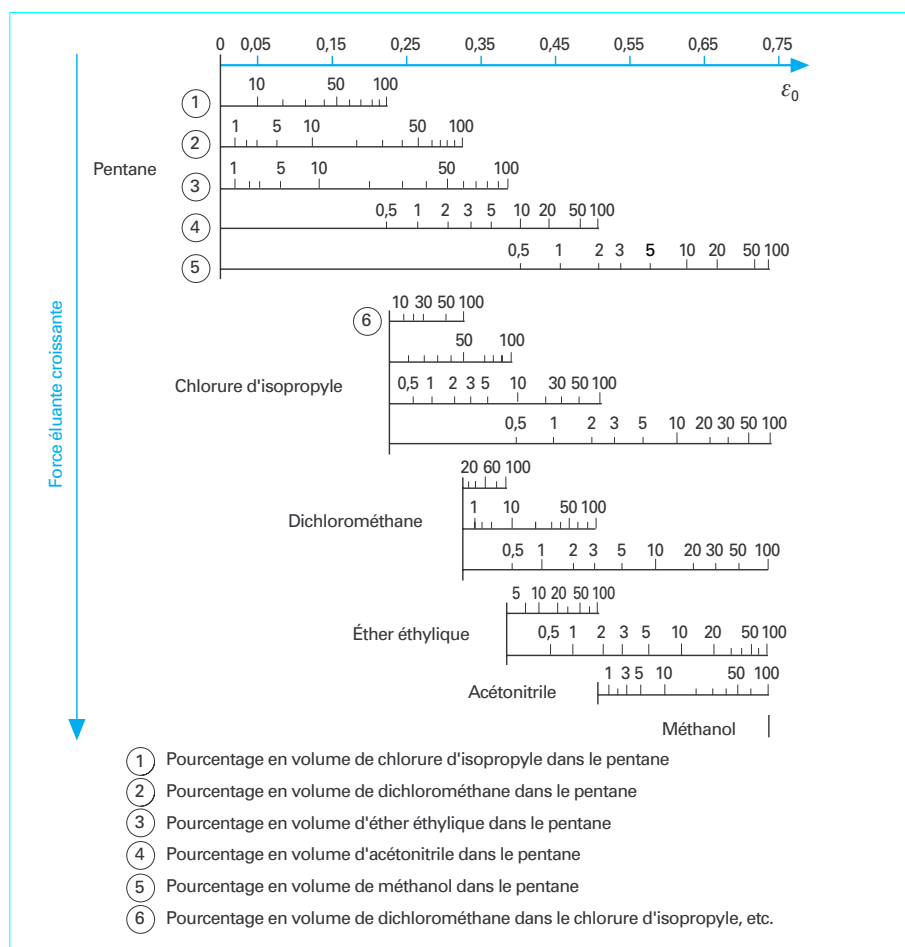 0 0,05 0,15 0,25 0,35 0,45 0,55 0,65 0,75
ε0
10 50 100
1
1 5 10 50 100
2
Pentane
1 5 10 50 100
3
0,5 1 2 3 5 10 20 50 100
4
0,5 1 2 3 5 10 20 50 100
5
Force éluante croissante
10 30 50 100
6
50 100
Chlorure d'isopropyle
0,5 1 2 3 5 10 30 50 100
0,5 1 2 3 5 10 20 30 50 100
20 60 100
1 10 50 100
Dichlorométhane
0,5 1 2 3 5 10 20 30 50 100
5 10 20 50 100
Éther éthylique
0,5 1 2 3 5 10 20 50 100
1 3 5 10 50 100
Acétonitrile
Méthanol
1 Pourcentage en volume de chlorure d'isopropyle dans le pentane
2 Pourcentage en volume de dichlorométhane dans le pentane
3 Pourcentage en volume d'éther éthylique dans le pentane
4 Pourcentage en volume d'acétonitrile dans le pentane
5 Pourcentage en volume de méthanol dans le pentane
6 Pourcentage en volume de dichlorométhane dans le chlorure d'isopropyle, etc.